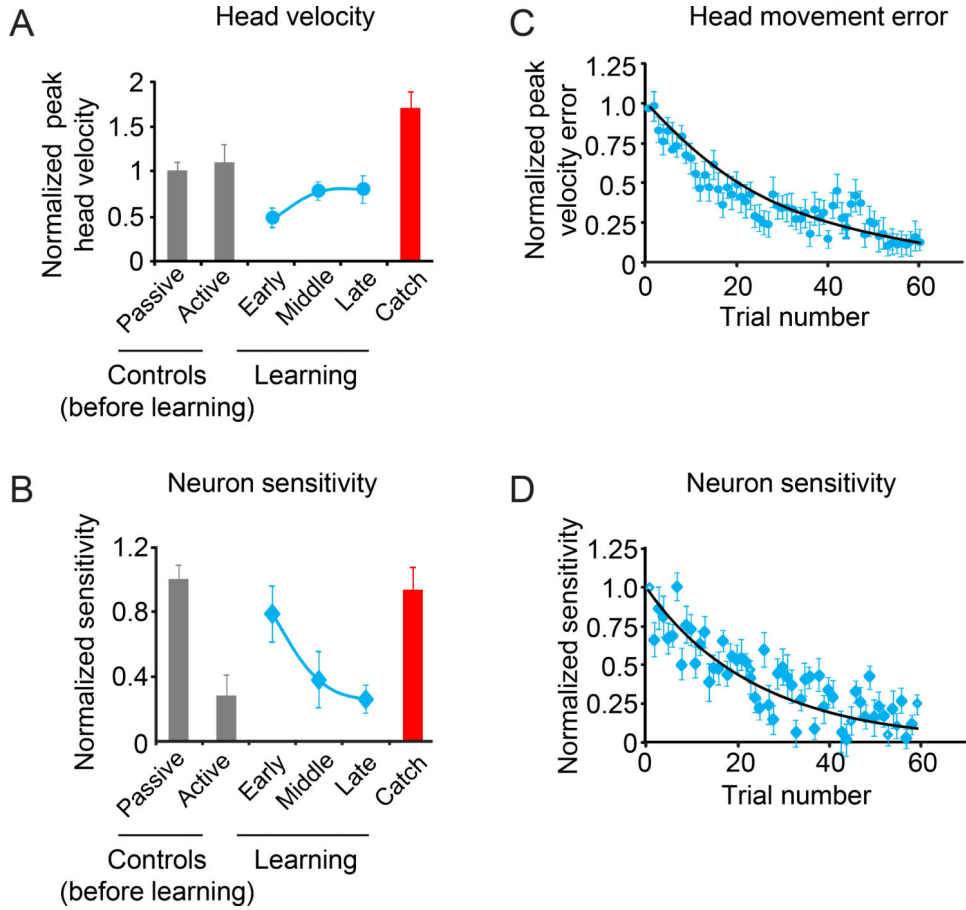 A
Head velocity
Normalized peak
head velocity
2
1.5
1
0.5
0
Passive
Active
Early
Middle
Late
Catch
Controls
(before learning)
Learning
C
Head movement error
Normalized peak
velocity error
1.25
1.0
0.75
0.5
0.25
0
0
20
40
60
Trial number
B
Neuron sensitivity
Normalized sensitivity
1.2
0.8
0.4
0
Passive
Active
Early
Middle
Late
Catch
Controls
(before learning)
Learning
D
Neuron sensitivity
Normalized sensitivity
1.25
1.0
0.75
0.5
0.25
0
0
20
40
60
Trial number